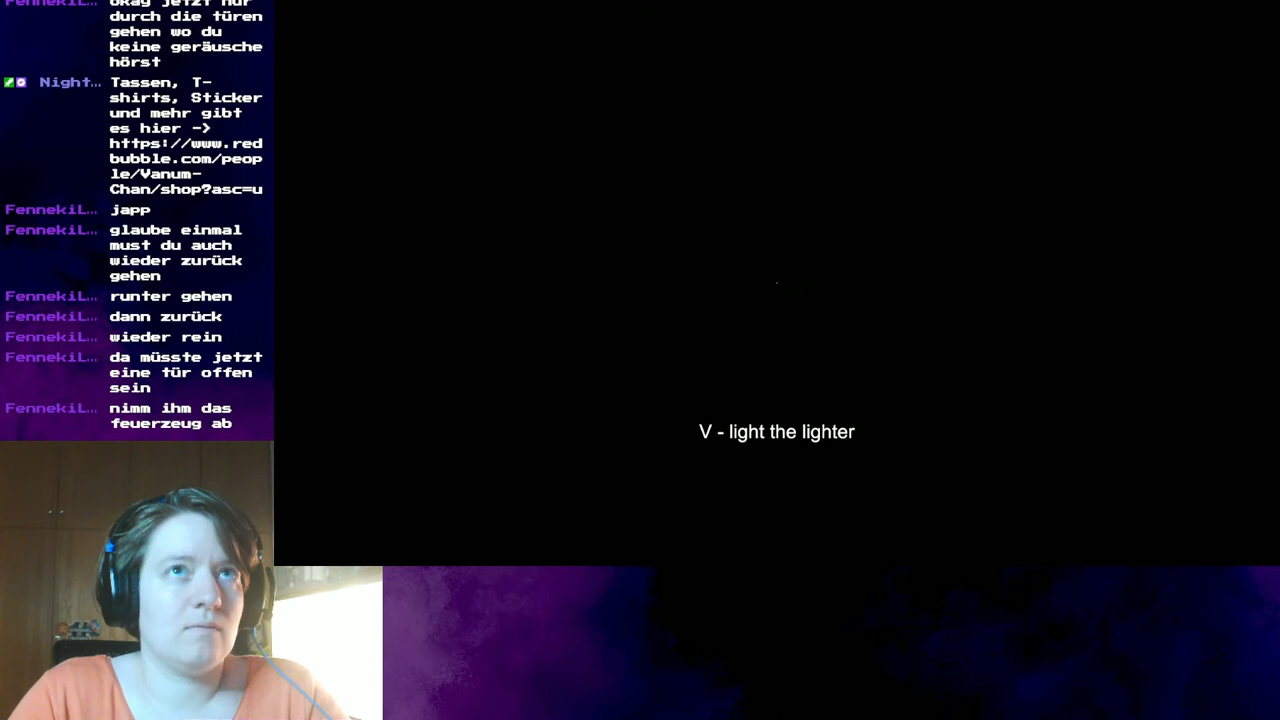 okay jetzt nur
durch die türen
gehen wo du
keine geräusche
hörst
Night... Tassen, T-
shirts, Sticker
und mehr gibt
es hier ->
https://www.red
bubble.com/peop
le/Vanum-
Chan/shop?asc=u
FennekiL... japp
FennekiL... glaube einmal
must du auch
wieder zurück
gehen
FennekiL... runter gehen
FennekiL... dann zurück
FennekiL... wieder rein
FennekiL... da müsste jetzt
eine tür offen
sein
FennekiL... nimm ihm das
feuerzeug ab
V - light the lighter